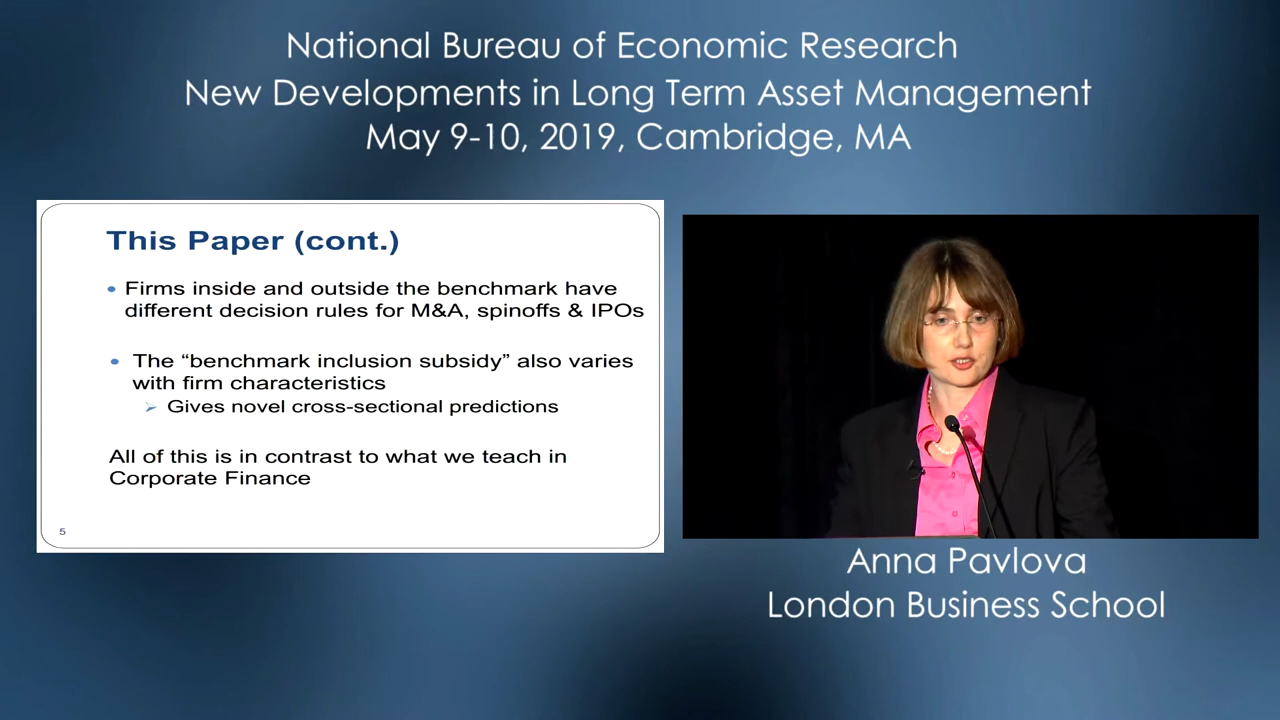 National Bureau of Economic Research
New Developments in Long Term Asset Management
May 9-10, 2019, Cambridge, MA
This Paper (cont.)
• Firms inside and outside the benchmark have
different decision rules for M&A, spinoffs & IPOs
• The “benchmark inclusion subsidy” also varies
with firm characteristics
➢ Gives novel cross-sectional predictions
All of this is in contrast to what we teach in
Corporate Finance
5
Anna Pavlova
London Business School